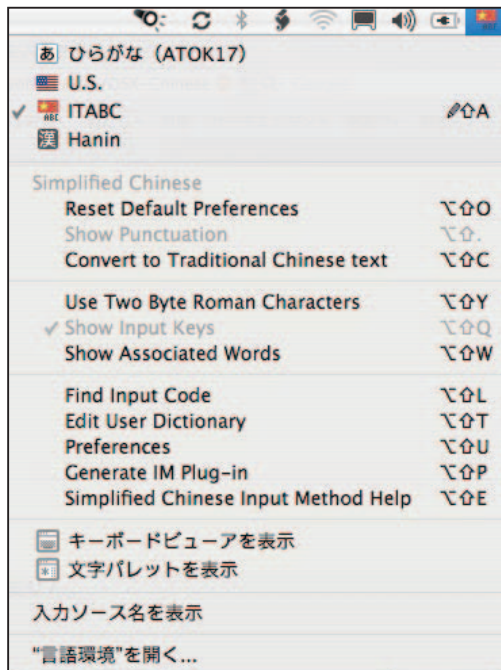 あ ひらがな (ATOK17)
U.S.
✓ ABC ITABC ⇧A
漢 Hanin
Simplified Chinese
Reset Default Preferences ⌥⇧O
Show Punctuation ⌥⇧.
Convert to Traditional Chinese text ⌥⇧C
Use Two Byte Roman Characters ⌥⇧Y
✓ Show Input Keys ⌥⇧Q
Show Associated Words ⌥⇧W
Find Input Code ⌥⇧L
Edit User Dictionary ⌥⇧T
Preferences ⌥⇧U
Generate IM Plug-in ⌥⇧P
Simplified Chinese Input Method Help ⌥⇧E
キーボードビューアを表示
文字パレットを表示
入力ソース名を表示
“言語環境”を開く...